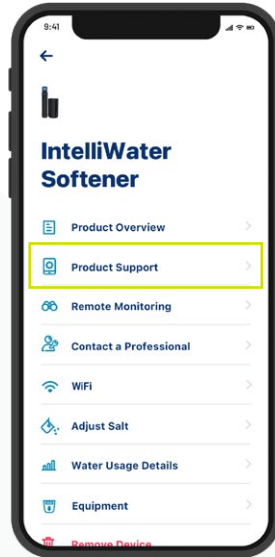 9:41
IntelliWater
Softener
Product Overview
Product Support
Remote Monitoring
Contact a Professional
WiFi
Adjust Salt
Water Usage Details
Equipment
Remove Device